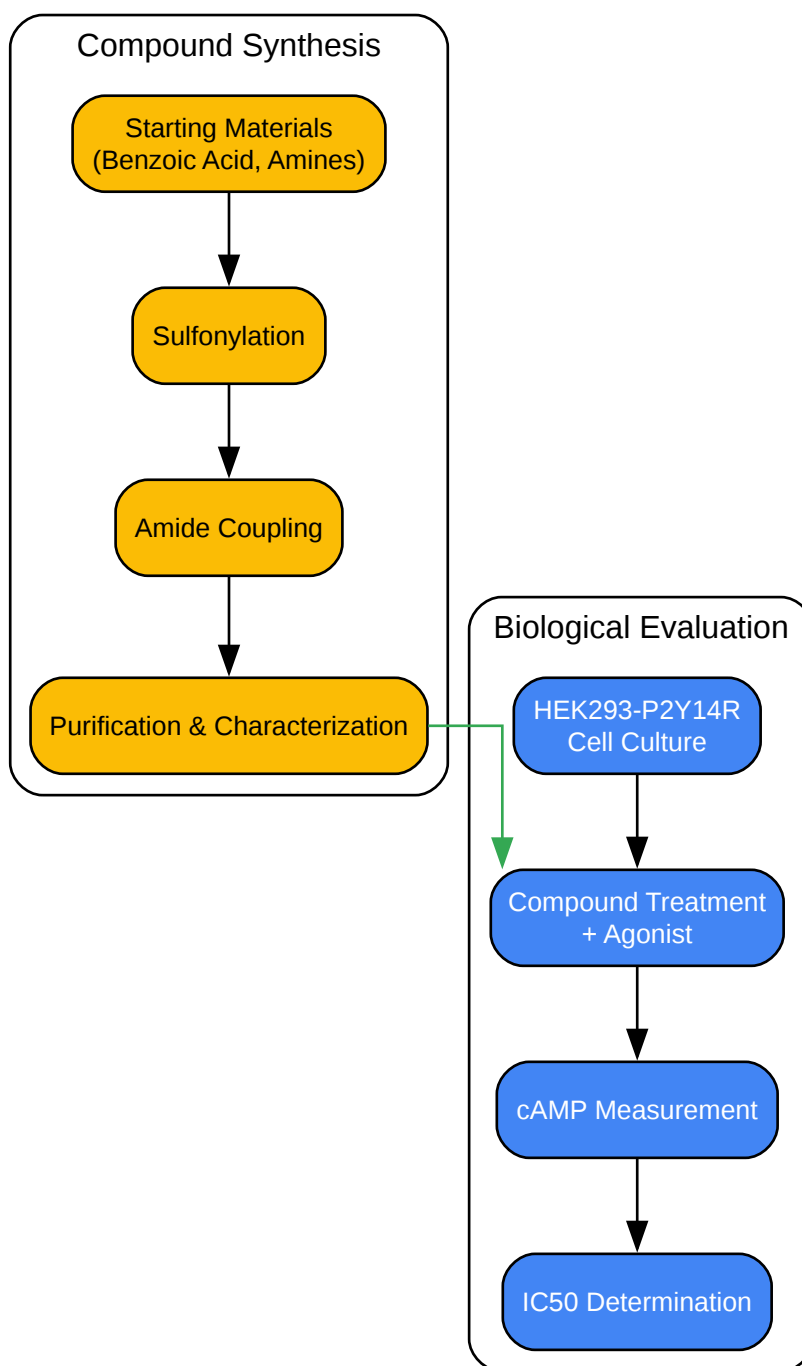 Compound Synthesis
Starting Materials
(Benzoic Acid, Amines)
Sulfonylation
Amide Coupling
Purification & Characterization
Biological Evaluation
HEK293-P2Y14R
Cell Culture
Compound Treatment
+ Agonist
cAMP Measurement
IC50 Determination